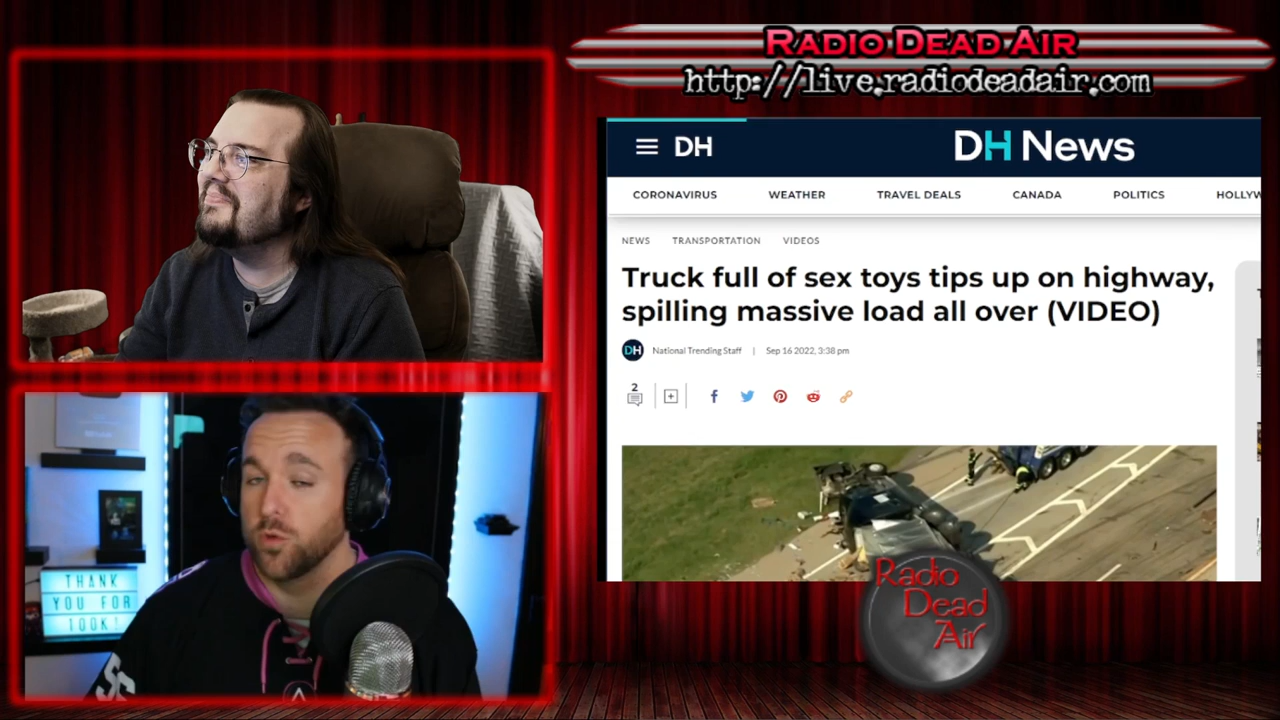 Radio Dead Air
http://live.radiodeadair.com
DH
DH News
CORONAVIRUS WEATHER TRAVEL DEALS CANADA POLITICS HOLLYW
NEWS TRANSPORTATION VIDEOS
Truck full of sex toys tips up on highway,
spilling massive load all over (VIDEO)
DH National Trending Staff | Sep 16 2022, 3:38 pm
2
THANK
YOU FOR
100K!
Radio
Dead
Air